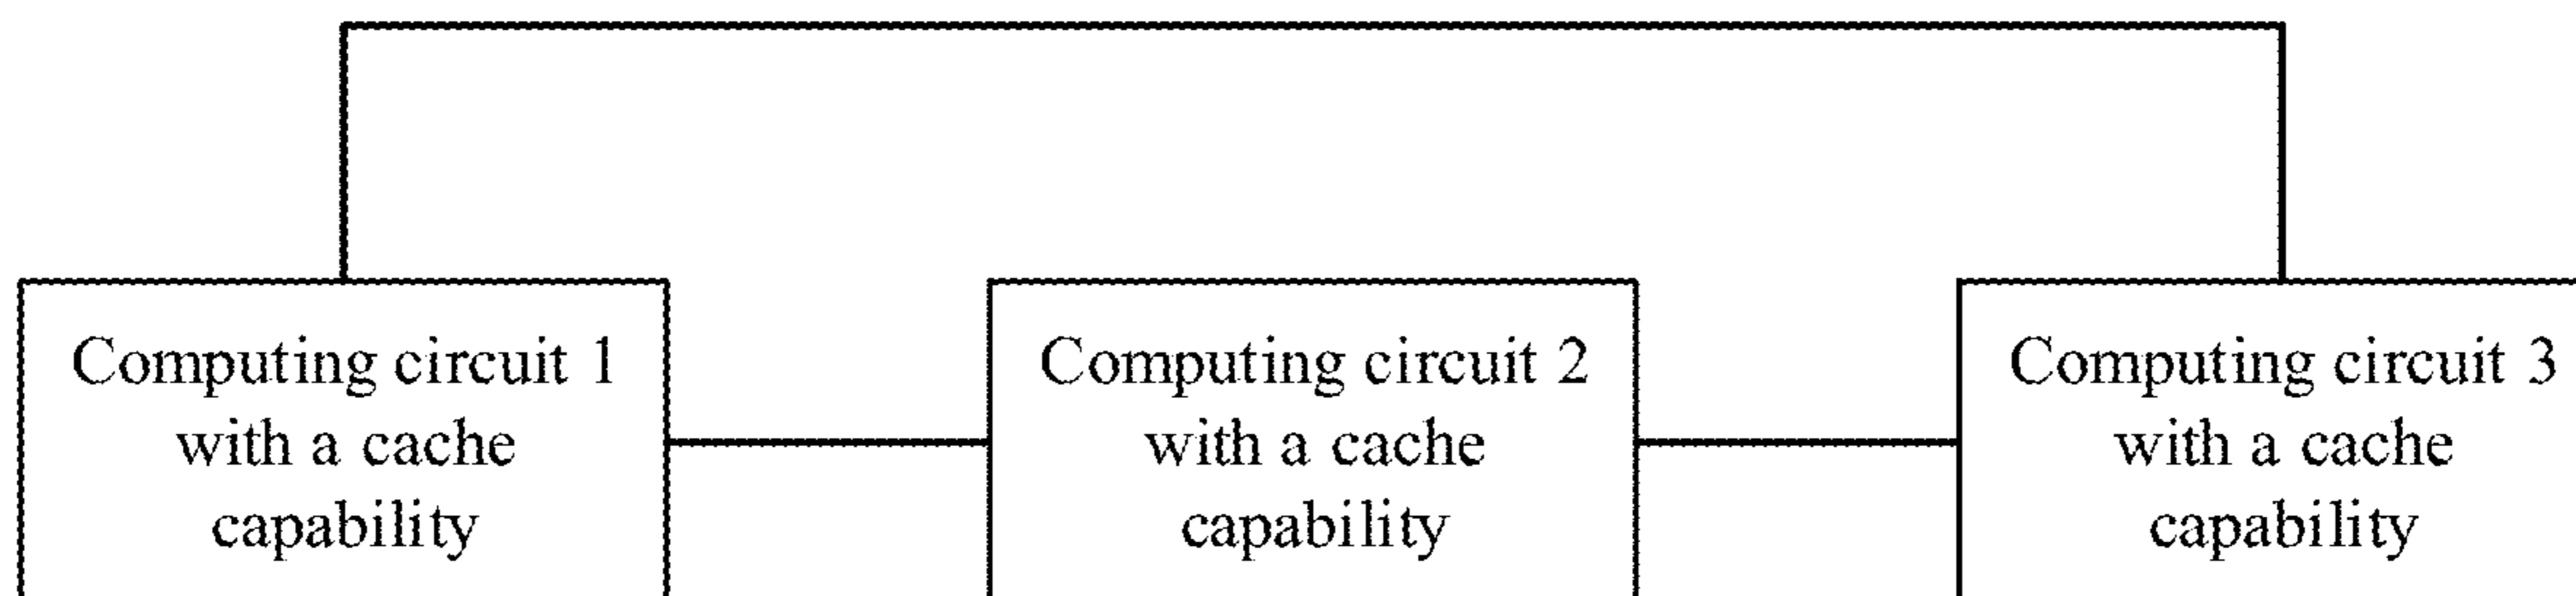 Computing circuit 1
with a cache
capability
Computing circuit 2
with a cache
capability
Computing circuit 3
with a cache
capability